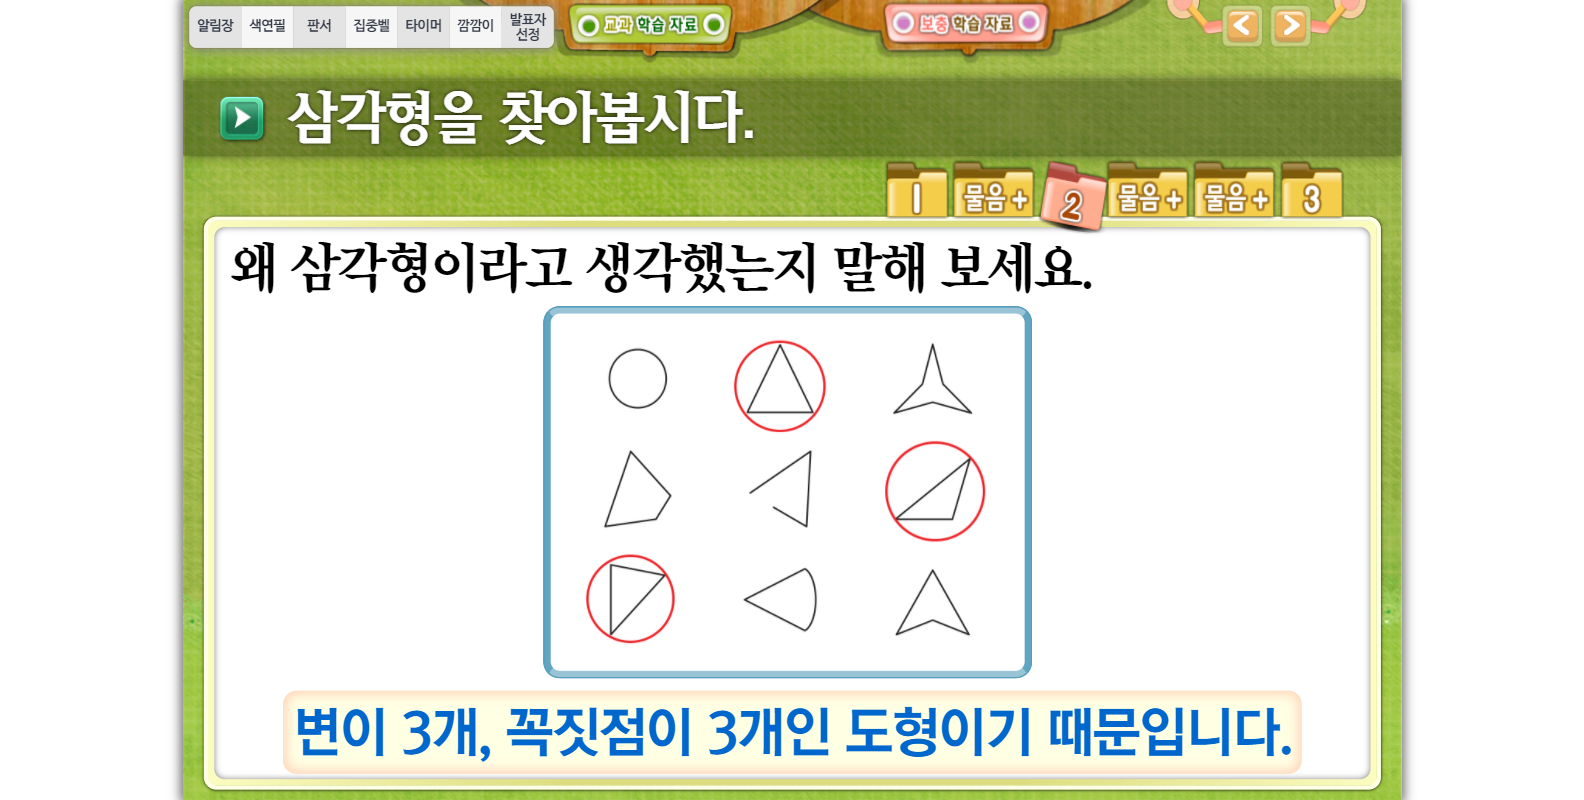 알림장 색연필 판서 집중벨 타이머 깜깜이 발표자 선정
교과 학습 자료 보충 학습 자료
삼각형을 찾아봅시다.
1 물음+ 2 물음+ 물음+ 3
왜 삼각형이라고 생각했는지 말해 보세요.
변이 3개, 꼭짓점이 3개인 도형이기 때문입니다.